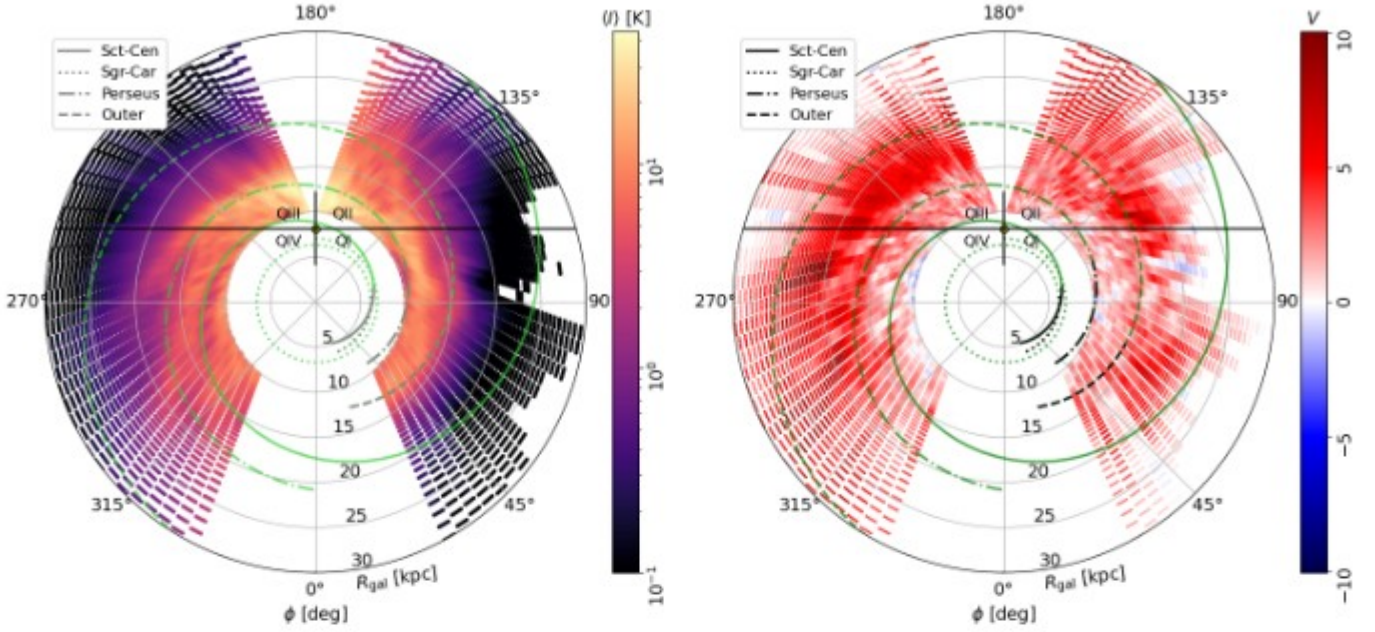 180°
⟨I⟩ [K]
Sct-Cen
Sgr-Car
Perseus
Outer
135°
10¹
QIII QII
QIV QI
270°
90
5
10
15
20
25
30
10⁰
315°
45°
10⁻¹
0°
R_gal [kpc]
ϕ [deg]
180°
V
10
Sct-Cen
Sgr-Car
Perseus
Outer
135°
5
QIII QII
QIV QI
270°
90
0
5
10
15
20
25
30
−5
315°
45°
−10
0°
R_gal [kpc]
ϕ [deg]